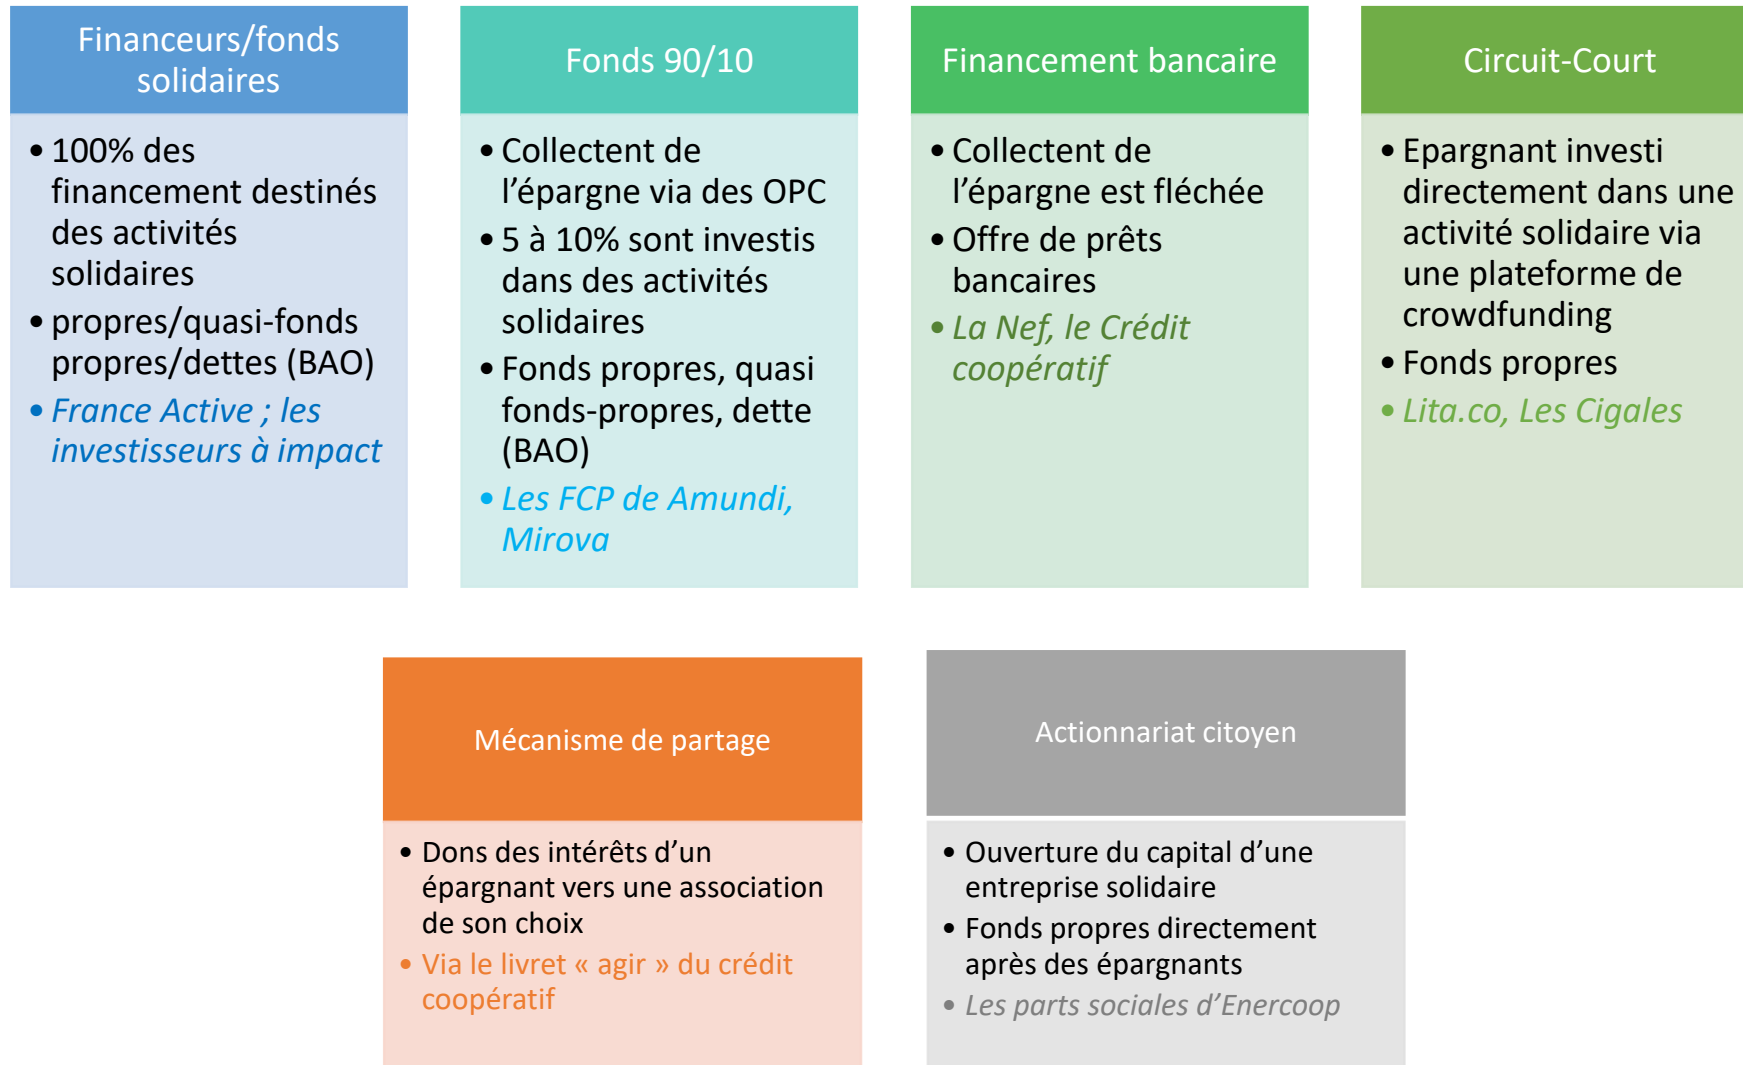 Financeurs/fonds
solidaires
• 100% des
financement destinés
des activités
solidaires
• propres/quasi-fonds
propres/dettes (BAO)
• France Active ; les
investisseurs à impact
Fonds 90/10
• Collectent de
l’épargne via des OPC
• 5 à 10% sont investis
dans des activités
solidaires
• Fonds propres, quasi
fonds-propres, dette
(BAO)
• Les FCP de Amundi,
Mirova
Financement bancaire
• Collectent de
l’épargne est fléchée
• Offre de prêts
bancaires
• La Nef, le Crédit
coopératif
Circuit-Court
• Epargnant investi
directement dans une
activité solidaire via
une plateforme de
crowdfunding
• Fonds propres
• Lita.co, Les Cigales
Mécanisme de partage
• Dons des intérêts d’un
épargnant vers une association
de son choix
• Via le livret « agir » du crédit
coopératif
Actionnariat citoyen
• Ouverture du capital d’une
entreprise solidaire
• Fonds propres directement
après des épargnants
• Les parts sociales d’Enercoop